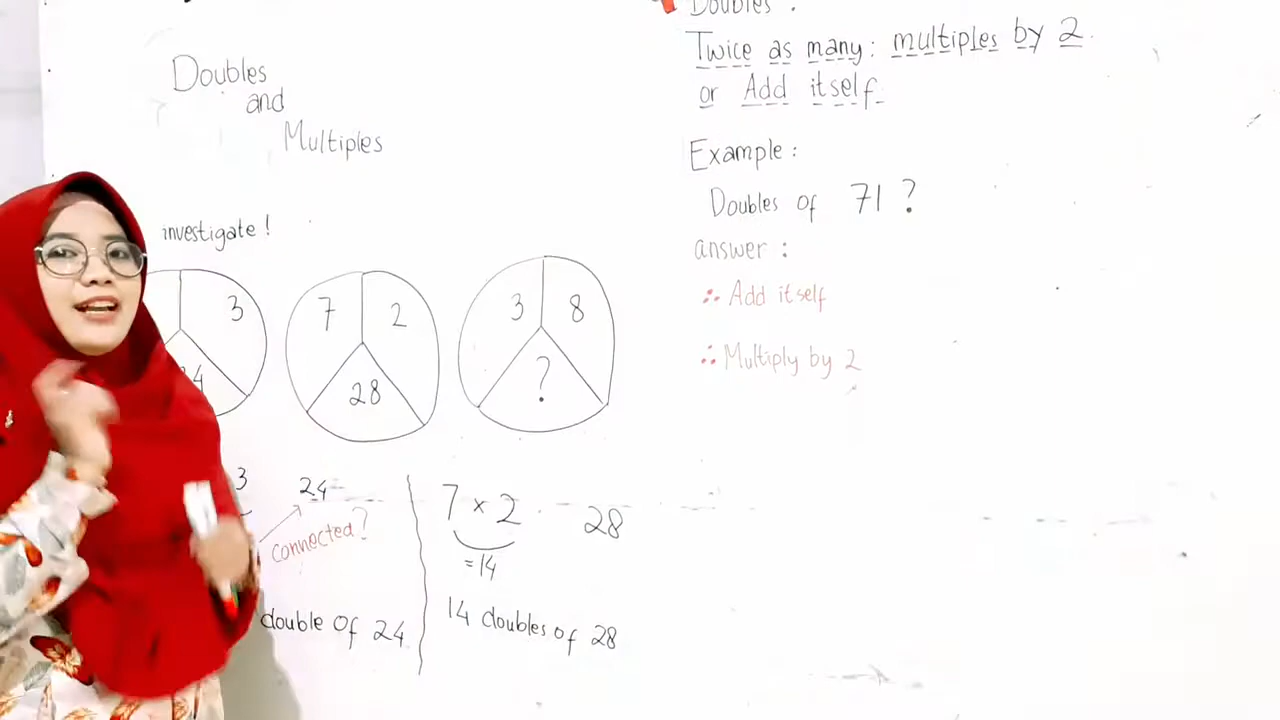 Doubles
and
Multiples
investigate!
3
7
2
28
3
8
?
3
24
connected?
double of 24
7 × 2
28
=14
14 doubles of 28
Doubles.
Twice as many: multiples by 2.
or Add itself.
Example:
Doubles of 71 ?
answer:
∴ Add itself
∴ Multiply by 2